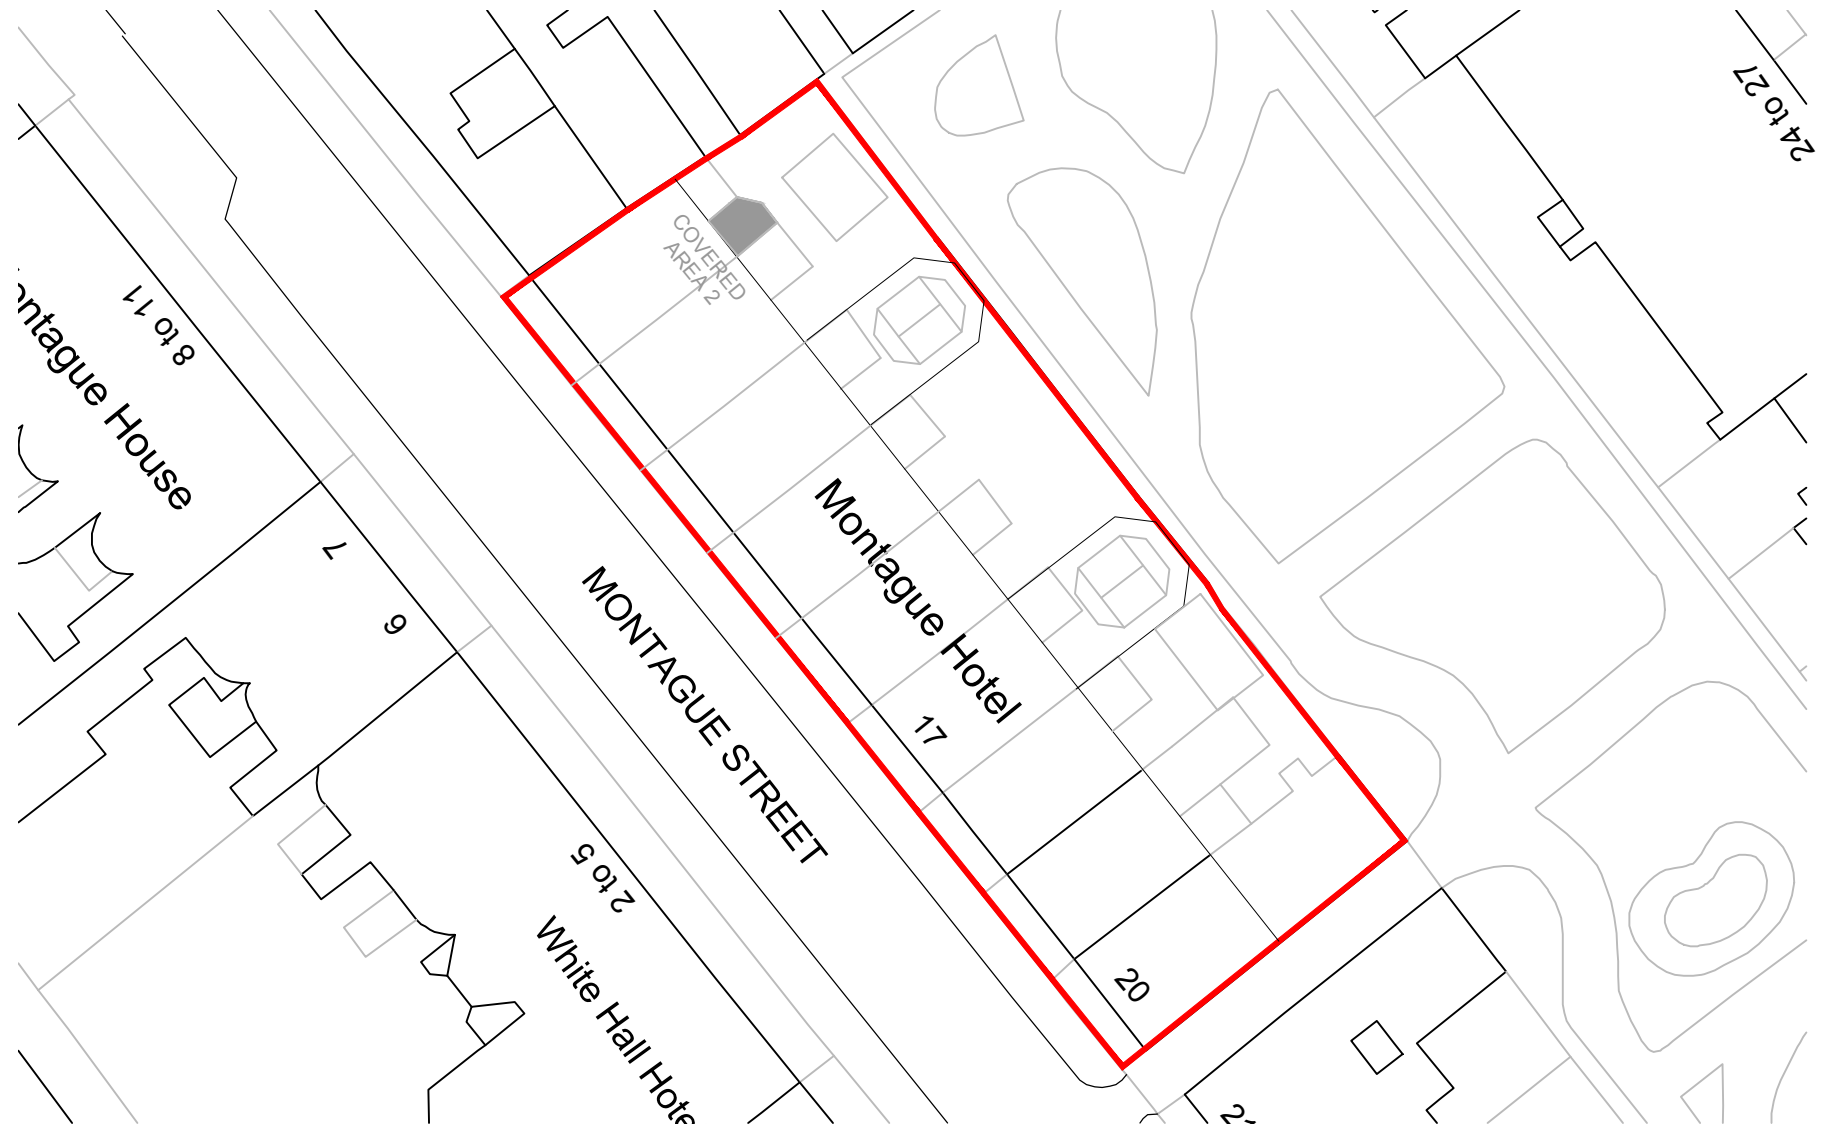 24 to 27
COVERED
AREA 2
8 to 11
ontague House
Montague Hotel
7
6
MONTAGUE STREET
17
2 to 5
White Hall Hote
20